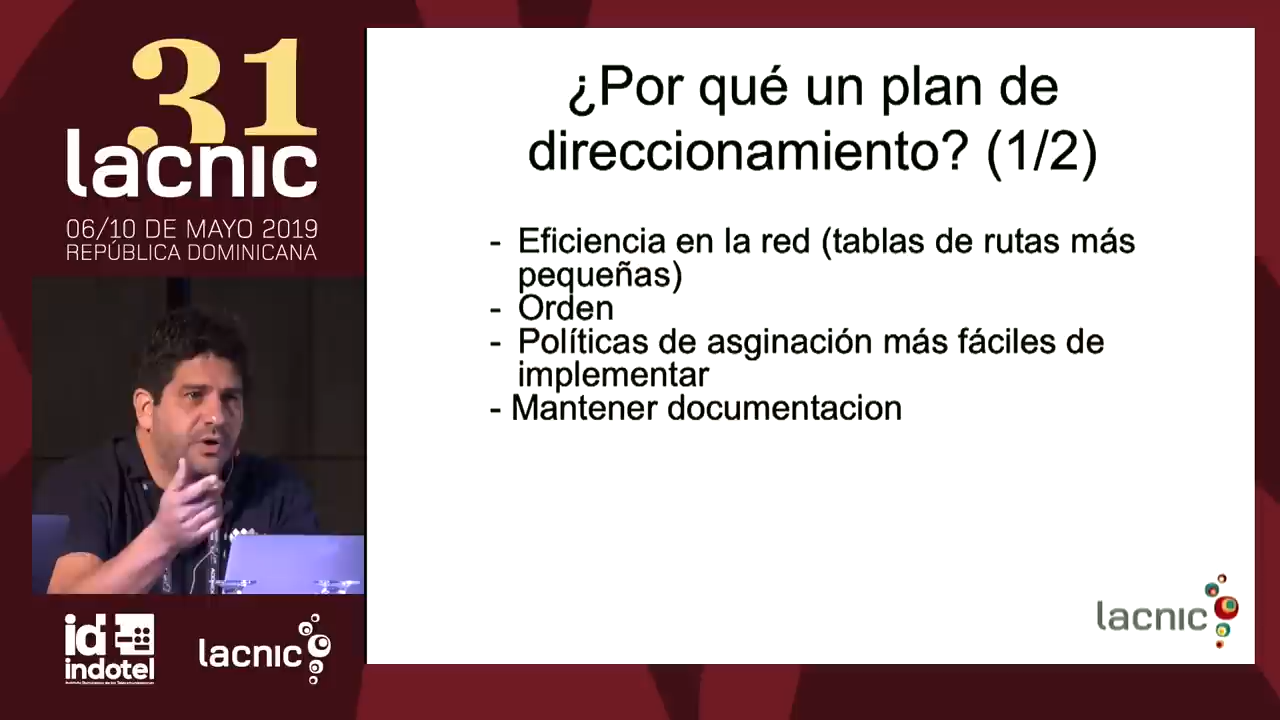 31
lacnic
06/10 DE MAYO 2019
REPÚBLICA DOMINICANA
¿Por qué un plan de
direccionamiento? (1/2)
- Eficiencia en la red (tablas de rutas más
pequeñas)
- Orden
- Políticas de asginación más fáciles de
implementar
- Mantener documentacion
id
indotel
lacnic
lacnic